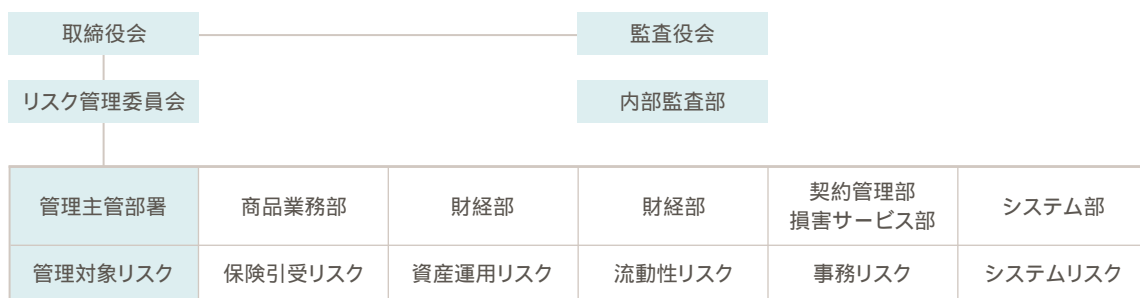 取締役会
監査役会
リスク管理委員会
内部監査部
管理主管部署
商品業務部
財経部
財経部
契約管理部
損害サービス部
システム部
管理対象リスク
保険引受リスク
資産運用リスク
流動性リスク
事務リスク
システムリスク